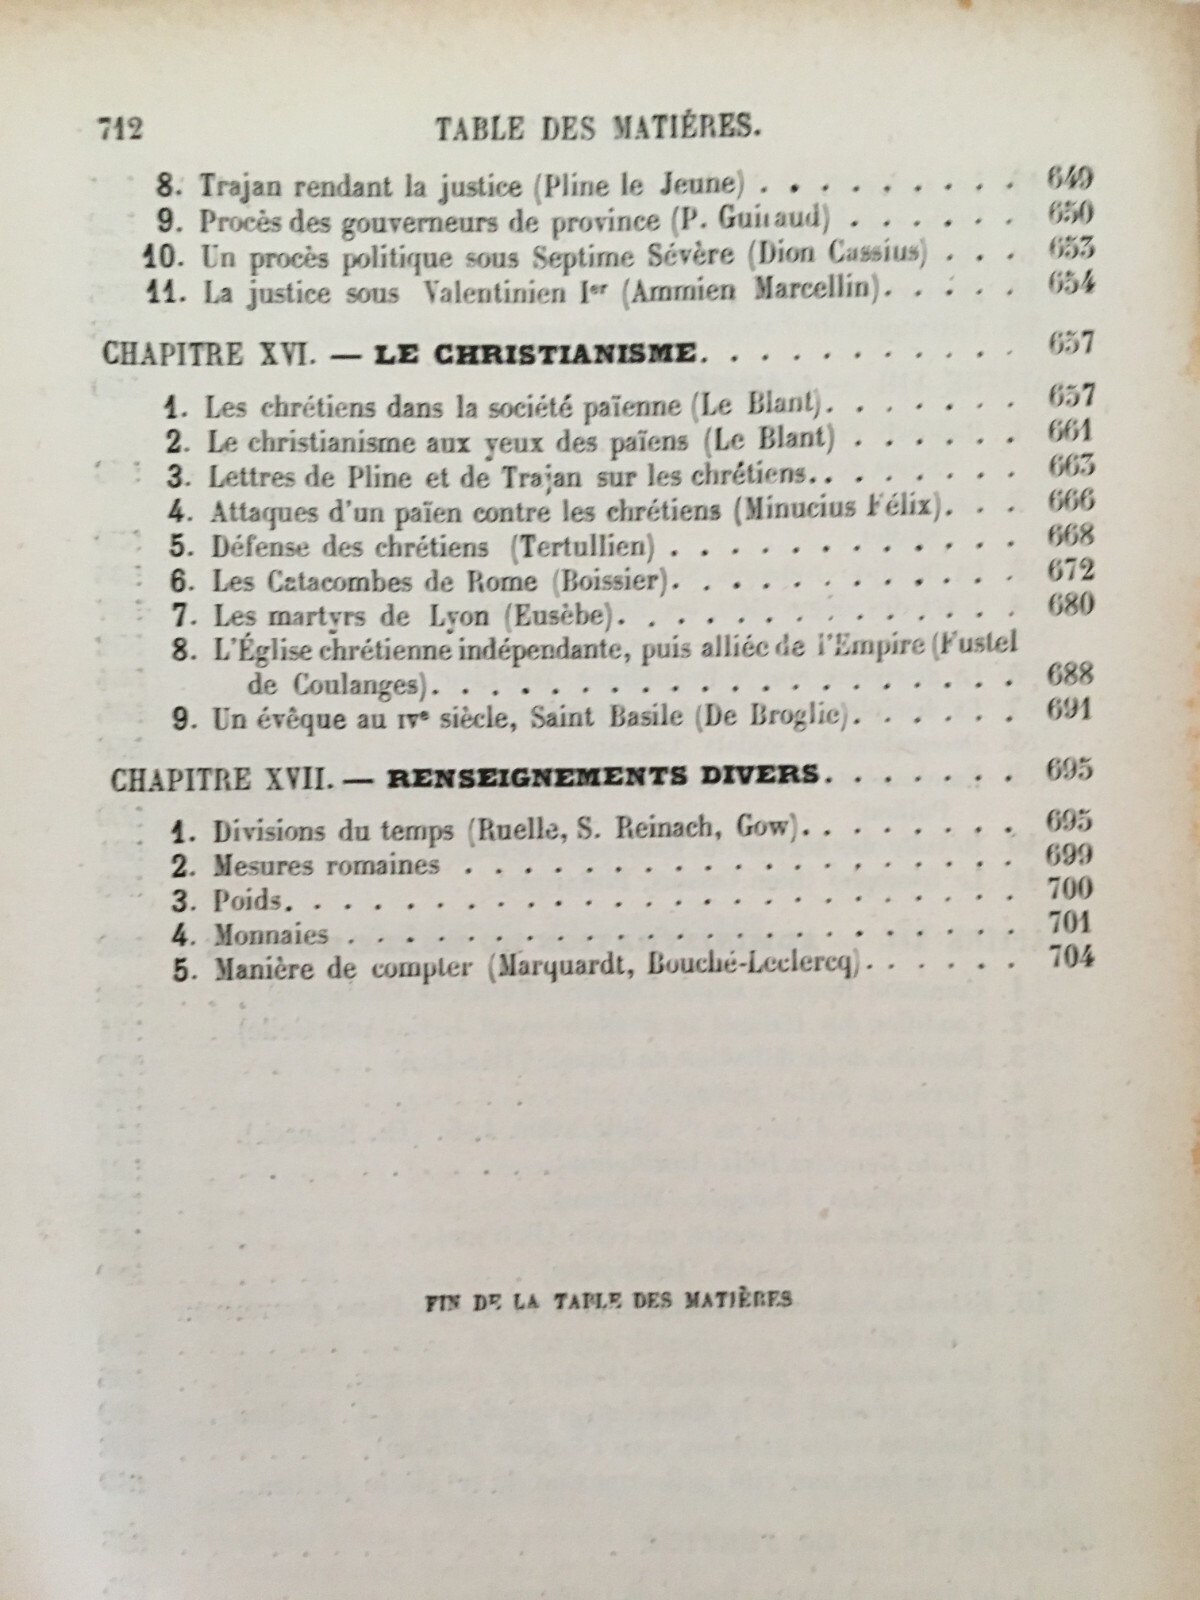 712 TABLE DES MATIÈRES.
8. Trajan rendant la justice (Pline le Jeune) . . . . . . . . . 649
9. Procès des gouverneurs de province (P. Guiraud) . . . . . . 650
10. Un procès politique sous Septime Sévère (Dion Cassius) . . . 653
11. La justice sous Valentinien Ier (Ammien Marcellin). . . . . 654
CHAPITRE XVI. — LE CHRISTIANISME. . . . . . . . . . . 657
1. Les chrétiens dans la société païenne (Le Blant). . . . . . . 657
2. Le christianisme aux yeux des païens (Le Blant) . . . . . . 661
3. Lettres de Pline et de Trajan sur les chrétiens. . . . . . . . 663
4. Attaques d'un païen contre les chrétiens (Minucius Félix). . . 666
5. Défense des chrétiens (Tertullien) . . . . . . . . . . . . 668
6. Les Catacombes de Rome (Boissier). . . . . . . . . . . . 672
7. Les martyrs de Lyon (Eusèbe). . . . . . . . . . . . . . 680
8. L'Église chrétienne indépendante, puis alliée de l'Empire (Fustel
de Coulanges). . . . . . . . . . . . . . . . . . . . 688
9. Un évêque au IVe siècle, Saint Basile (De Broglie). . . . . . 691
CHAPITRE XVII. — RENSEIGNEMENTS DIVERS. . . . . . . 695
1. Divisions du temps (Ruelle, S. Reinach, Gow). . . . . . . . 695
2. Mesures romaines . . . . . . . . . . . . . . . . . . . 699
3. Poids. . . . . . . . . . . . . . . . . . . . . . . . . 700
4. Monnaies . . . . . . . . . . . . . . . . . . . . . . . 701
5. Manière de compter (Marquardt, Bouché-Leclercq). . . . . . 704
FIN DE LA TABLE DES MATIÈRES